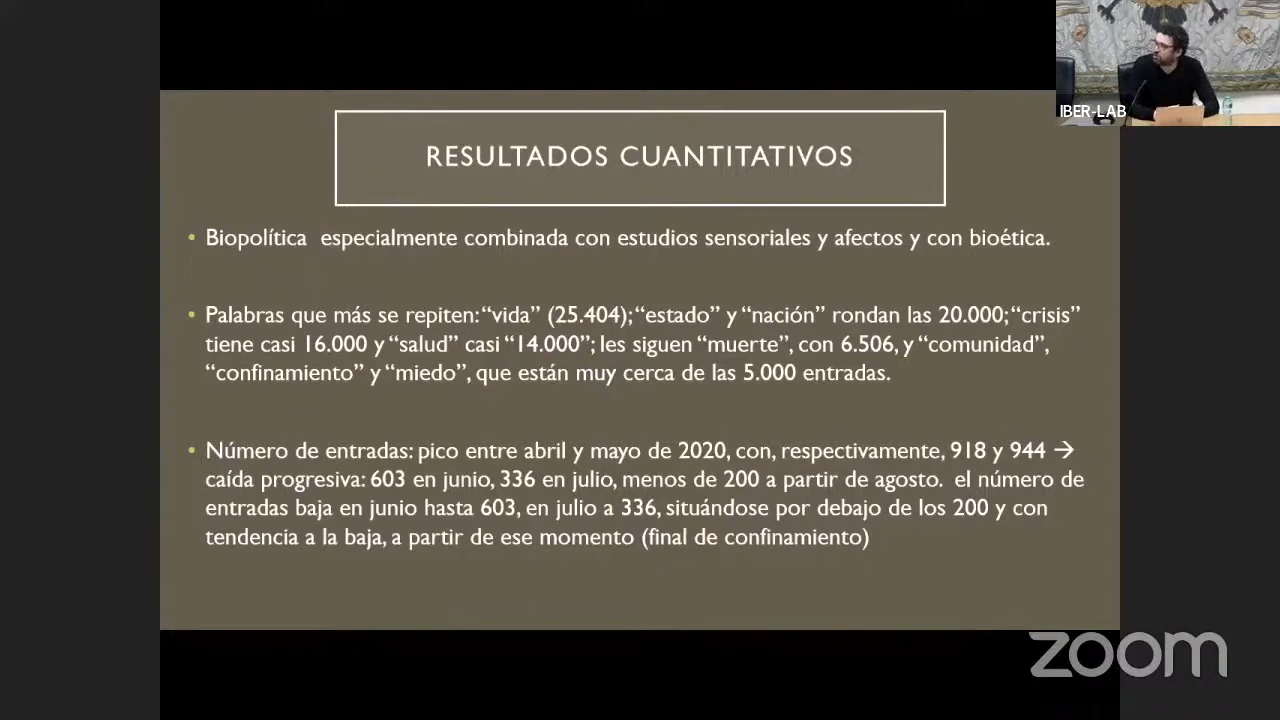 IBER-LAB
RESULTADOS CUANTITATIVOS
• Biopolítica  especialmente combinada con estudios sensoriales y afectos y con bioética.
• Palabras que más se repiten: “vida” (25.404); “estado” y “nación” rondan las 20.000; “crisis”
tiene casi 16.000 y “salud” casi “14.000”; les siguen “muerte”, con 6.506, y “comunidad”,
“confinamiento” y “miedo”, que están muy cerca de las 5.000 entradas.
• Número de entradas: pico entre abril y mayo de 2020, con, respectivamente, 918 y 944 →
caída progresiva: 603 en junio, 336 en julio, menos de 200 a partir de agosto.  el número de
entradas baja en junio hasta 603, en julio a 336, situándose por debajo de los 200 y con
tendencia a la baja, a partir de ese momento (final de confinamiento)
zoom